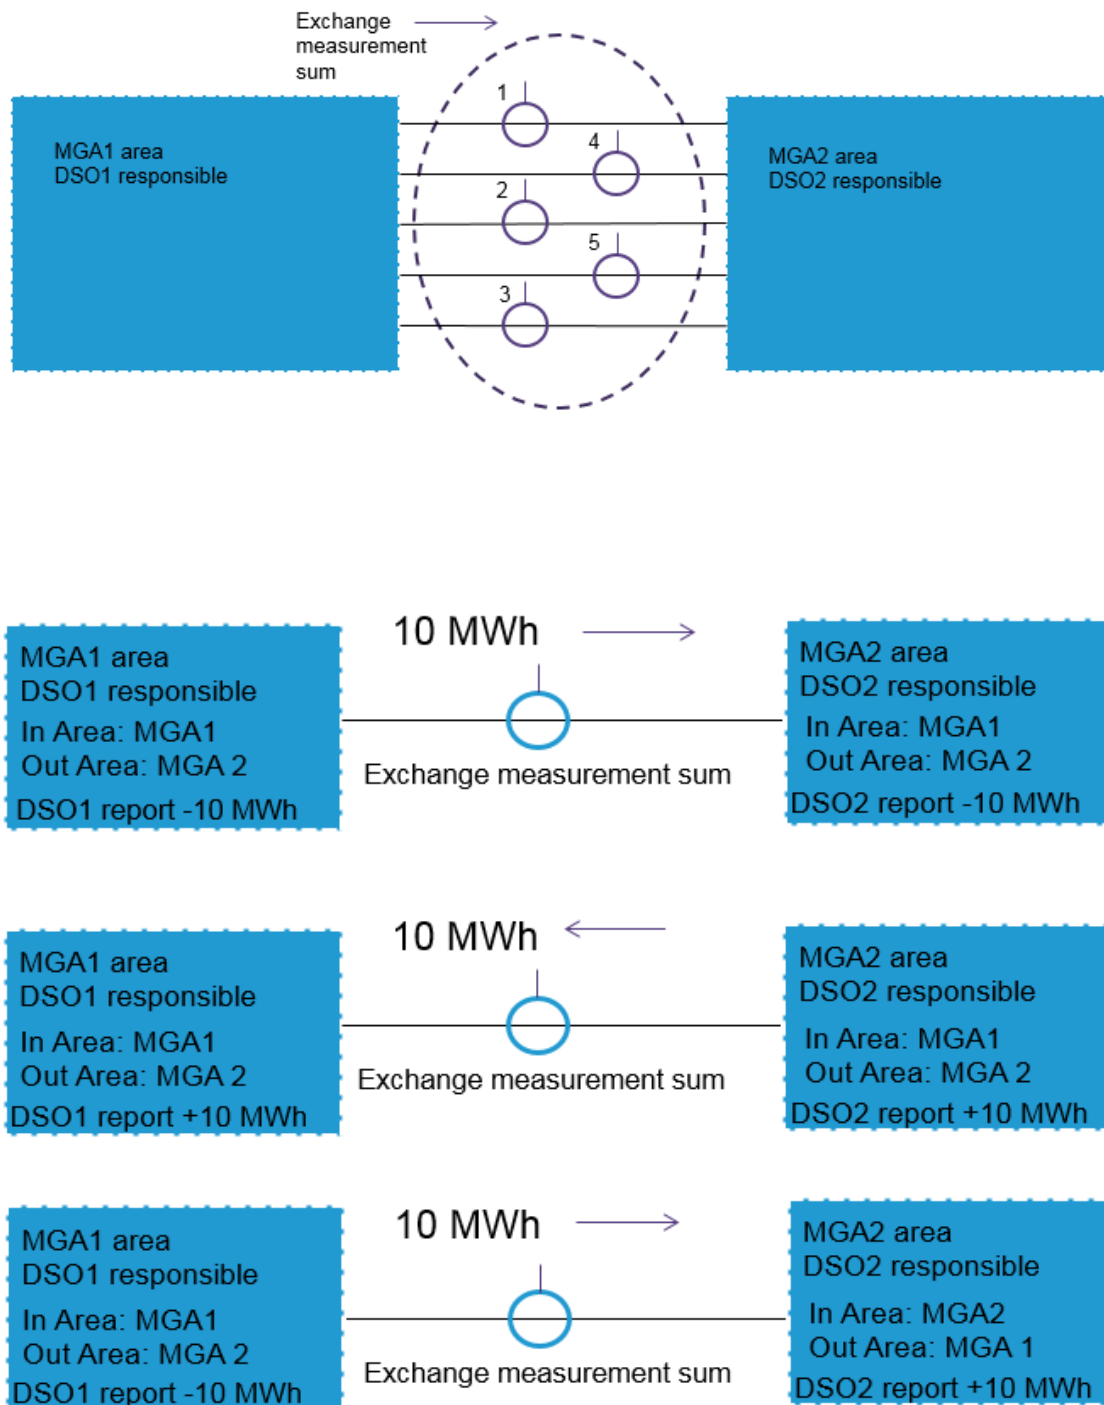 Exchange
measurement
sum
1
4
2
5
3
MGA1 area
DSO1 responsible
MGA2 area
DSO2 responsible
10 MWh
MGA1 area
DSO1 responsible
In Area: MGA1
Out Area: MGA 2
DSO1 report -10 MWh
Exchange measurement sum
MGA2 area
DSO2 responsible
In Area: MGA1
Out Area: MGA 2
DSO2 report -10 MWh
10 MWh
MGA1 area
DSO1 responsible
In Area: MGA1
Out Area: MGA 2
DSO1 report +10 MWh
Exchange measurement sum
MGA2 area
DSO2 responsible
In Area: MGA1
Out Area: MGA 2
DSO2 report +10 MWh
10 MWh
MGA1 area
DSO1 responsible
In Area: MGA1
Out Area: MGA 2
DSO1 report -10 MWh
Exchange measurement sum
MGA2 area
DSO2 responsible
In Area: MGA2
Out Area: MGA 1
DSO2 report +10 MWh